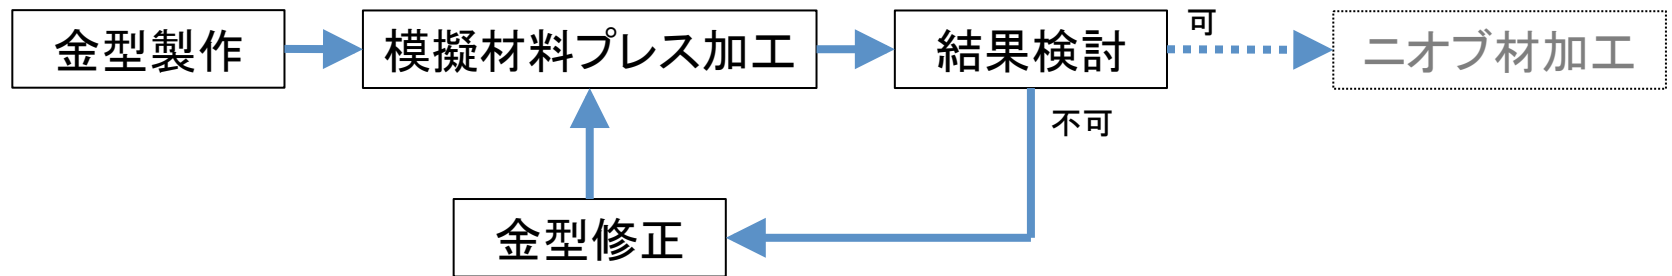 金型製作
模擬材料プレス加工
結果検討
可
ニオブ材加工
不可
金型修正